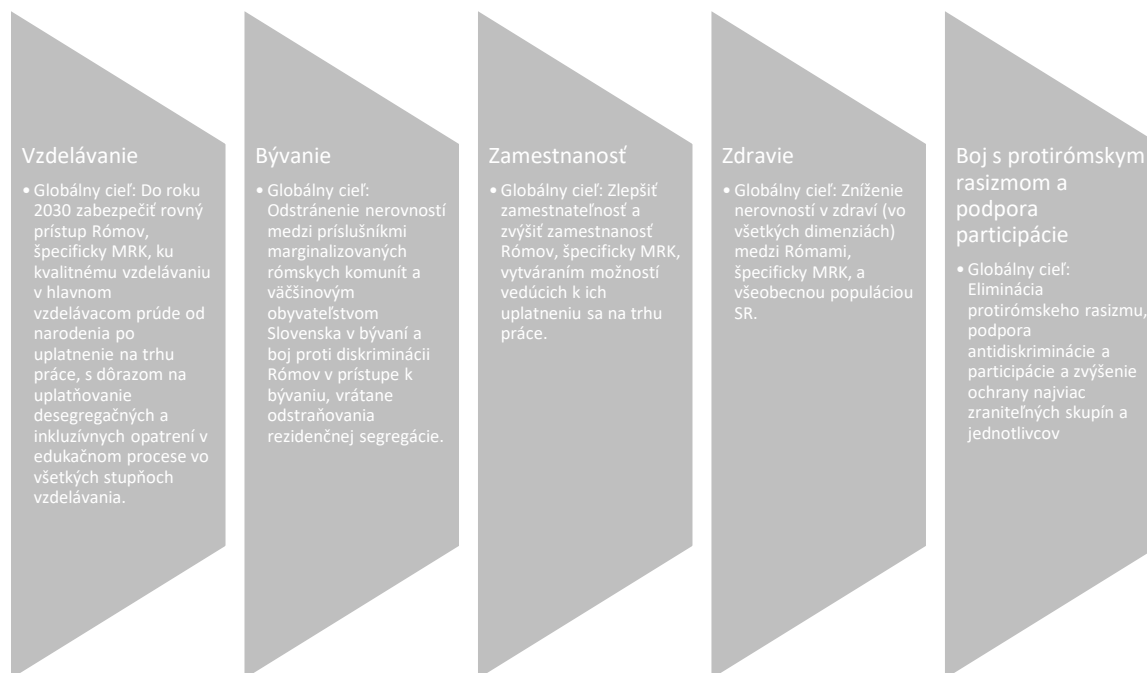 Vzdelávanie
• Globálny cieľ: Do roku
2030 zabezpečiť rovný
prístup Rómov,
špecificky MRK, ku
kvalitnému vzdelávaniu
v hlavnom
vzdelávacom prúde od
narodenia po
uplatnenie na trhu
práce, s dôrazom na
uplatňovanie
desegregačných a
inkluzívnych opatrení v
edukačnom procese vo
všetkých stupňoch
vzdelávania.
Bývanie
• Globálny cieľ:
Odstránenie nerovností
medzi príslušníkmi
marginalizovaných
rómskych komunít a
väčšinovým
obyvateľstvom
Slovenska v bývaní a
boj proti diskriminácii
Rómov v prístupe k
bývaniu, vrátane
odstraňovania
rezidenčnej segregácie.
Zamestnanosť
• Globálny cieľ: Zlepšiť
zamestnateľnosť a
zvýšiť zamestnanosť
Rómov, špecificky MRK,
vytváraním možností
vedúcich k ich
uplatneniu sa na trhu
práce.
Zdravie
• Globálny cieľ: Zníženie
nerovností v zdraví (vo
všetkých dimenziách)
medzi Rómami,
špecificky MRK, a
všeobecnou populáciou
SR.
Boj s protirómskym
rasizmom a
podpora
participácie
• Globálny cieľ:
Eliminácia
protirómskeho rasizmu,
podpora
antidiskriminácie a
participácie a zvýšenie
ochrany najviac
zraniteľných skupín a
jednotlivcov